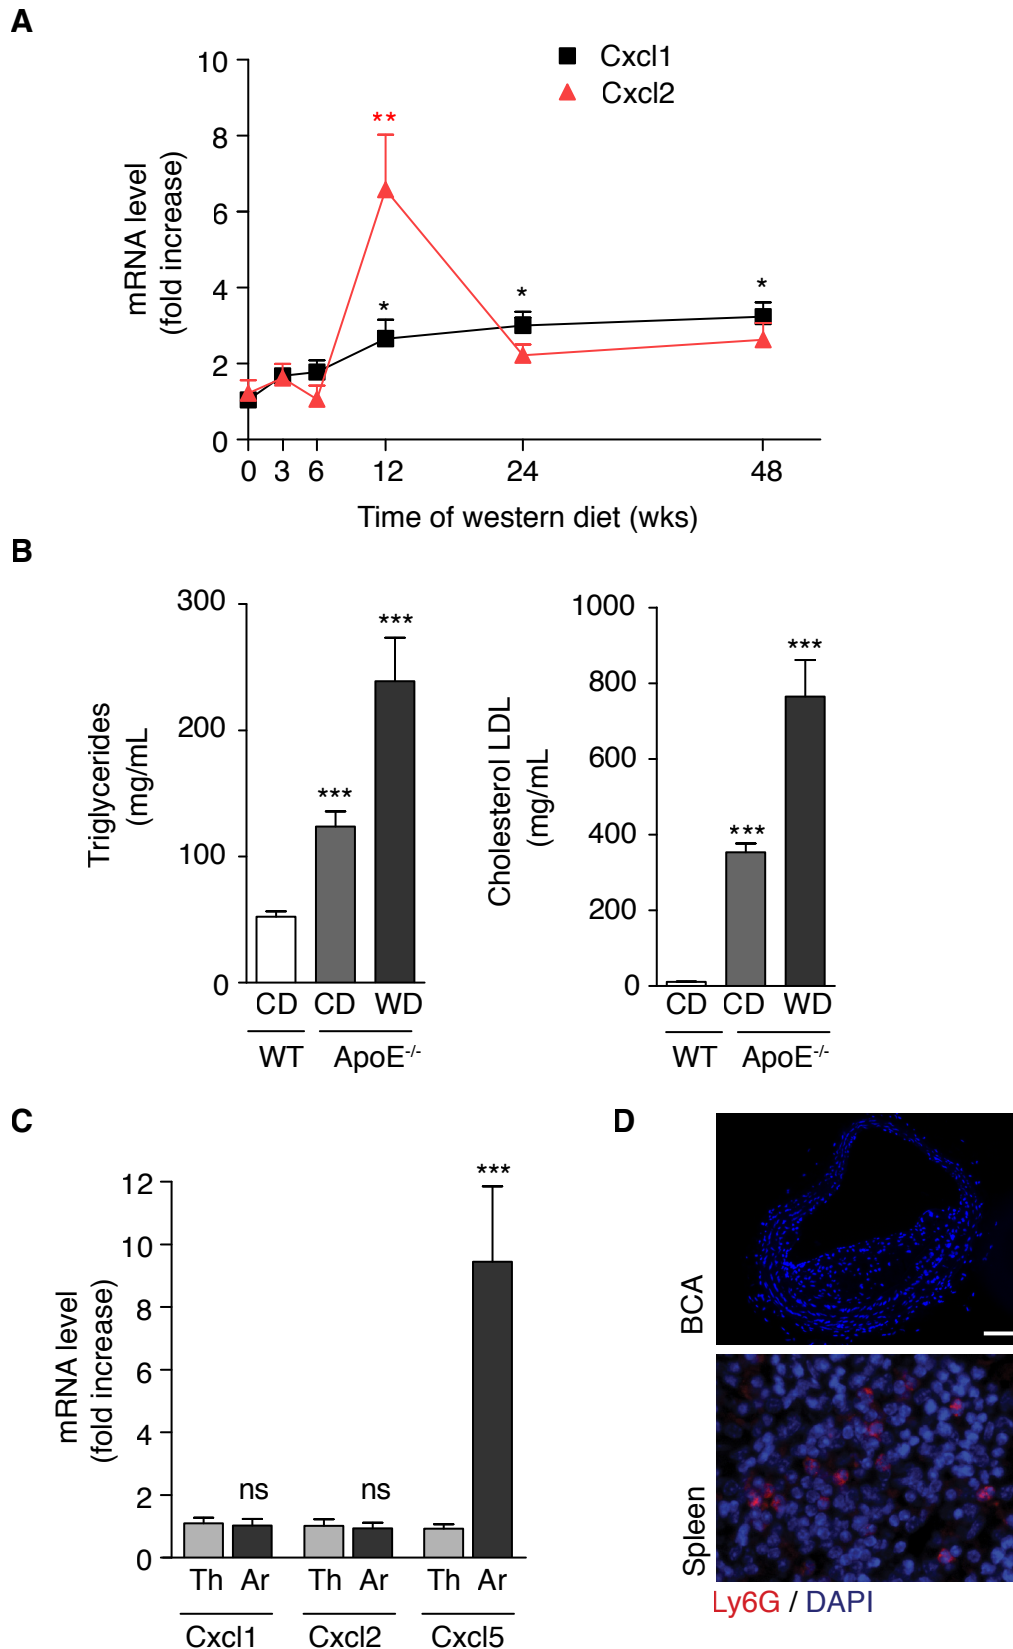 A
Cxcl1
Cxcl2
10
8
6
4
2
0
mRNA level
(fold increase)
**
*
*
*
0 3 6 12 24 48
Time of western diet (wks)
B
300
200
100
0
Triglycerides
(mg/mL
***
***
CD CD WD
WT ApoE-/-
1000
800
600
400
200
0
Cholesterol LDL
(mg/mL
***
***
CD CD WD
WT ApoE-/-
C
12
10
8
6
4
2
0
mRNA level
(fold increase)
ns
ns
***
Th Ar Th Ar Th Ar
Cxcl1 Cxcl2 Cxcl5
D
BCA
Spleen
Ly6G / DAPI